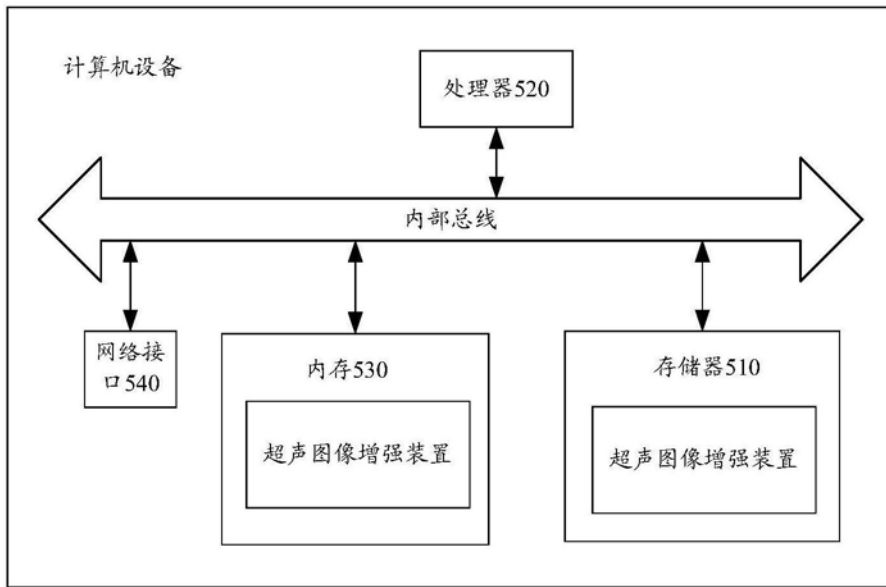 计算机设备
处理器520
内部总线
网络接
口540
内存530
超声图像增强装置
存储器510
超声图像增强装置